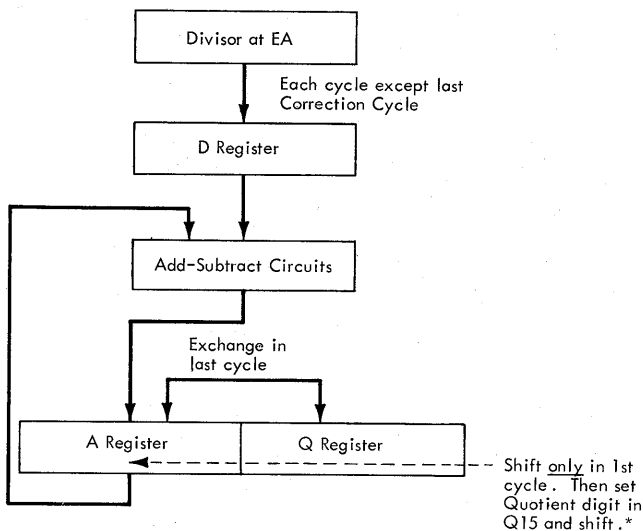 Divisor at EA
Each cycle except last
Correction Cycle
D Register
Add-Subtract Circuits
Exchange in
last cycle
A Register
Q Register
Shift only in 1st
cycle. Then set
Quotient digit in
Q15 and shift.*